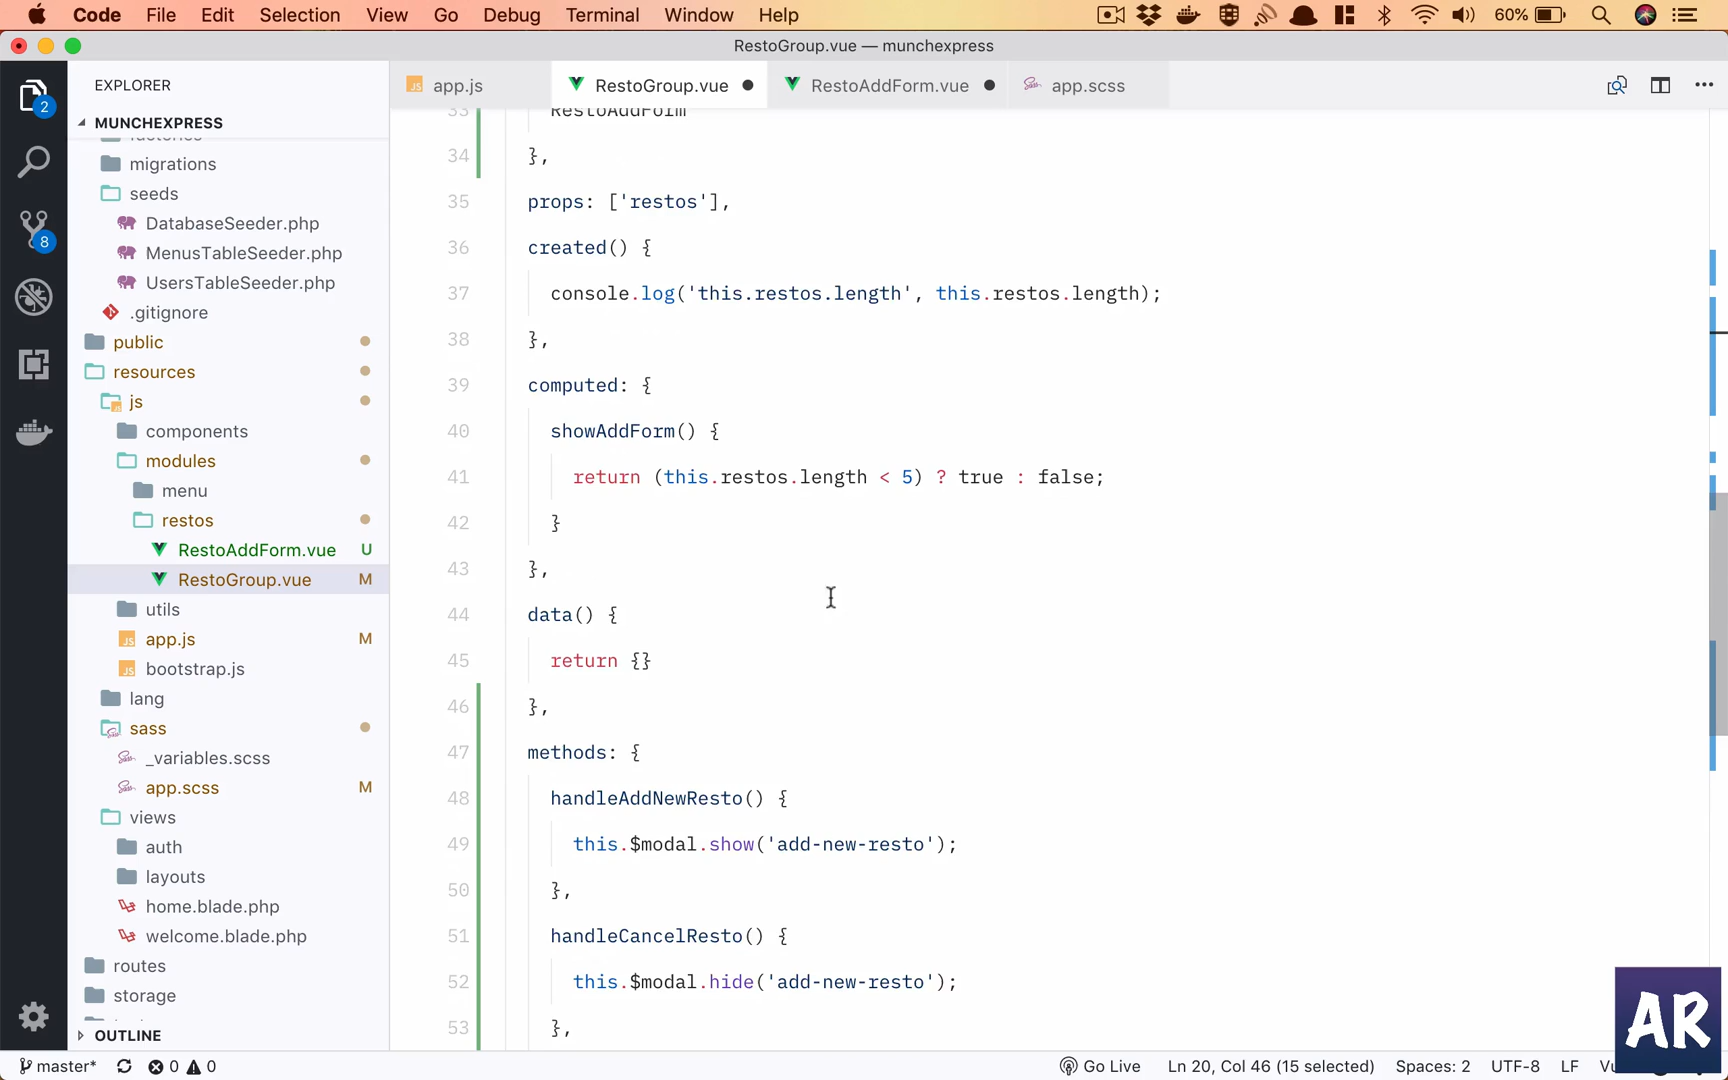 Code File Edit Selection View Go Debug Terminal Window Help 60%
RestoGroup.vue — munchexpress
EXPLORER
app.js RestoGroup.vue RestoAddForm.vue app.scss
2
MUNCHEXPRESS
factories
migrations
seeds
DatabaseSeeder.php
MenusTableSeeder.php
UsersTableSeeder.php
.gitignore
public
resources
js
components
modules
menu
restos
RestoAddForm.vue U
RestoGroup.vue M
utils
app.js M
bootstrap.js
lang
sass
_variables.scss
app.scss M
views
auth
layouts
home.blade.php
welcome.blade.php
routes
storage
OUTLINE
8
33 RestoAddForm
34 },
35 props: ['restos'],
36 created() {
37 console.log('this.restos.length', this.restos.length);
38 },
39 computed: {
40 showAddForm() {
41 return (this.restos.length < 5) ? true : false;
42 }
43 },
44 data() {
45 return {}
46 },
47 methods: {
48 handleAddNewResto() {
49 this.$modal.show('add-new-resto');
50 },
51 handleCancelResto() {
52 this.$modal.hide('add-new-resto');
53 },
AR
master* 0 0 Go Live Ln 20, Col 46 (15 selected) Spaces: 2 UTF-8 LF